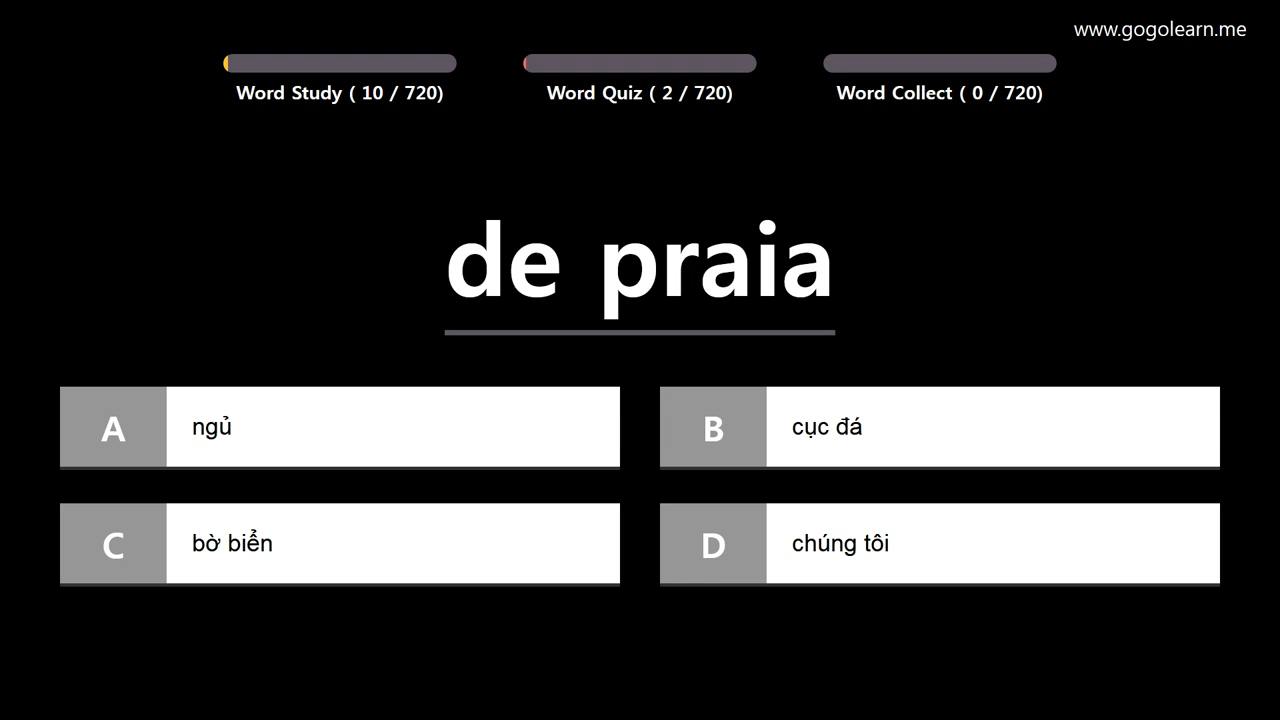 www.gogolearn.me
Word Study ( 10 / 720)
Word Quiz ( 2 / 720)
Word Collect ( 0 / 720)
de praia
A
ngủ
B
cục đá
C
bờ biển
D
chúng tôi